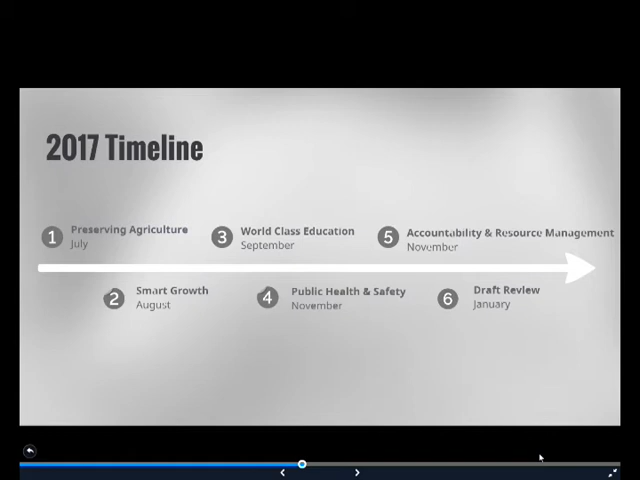 2017 Timeline
1 Preserving Agriculture
July
3 World Class Education
September
5 Accountability & Resource Management
November
2 Smart Growth
August
4 Public Health & Safety
November
6 Draft Review
January